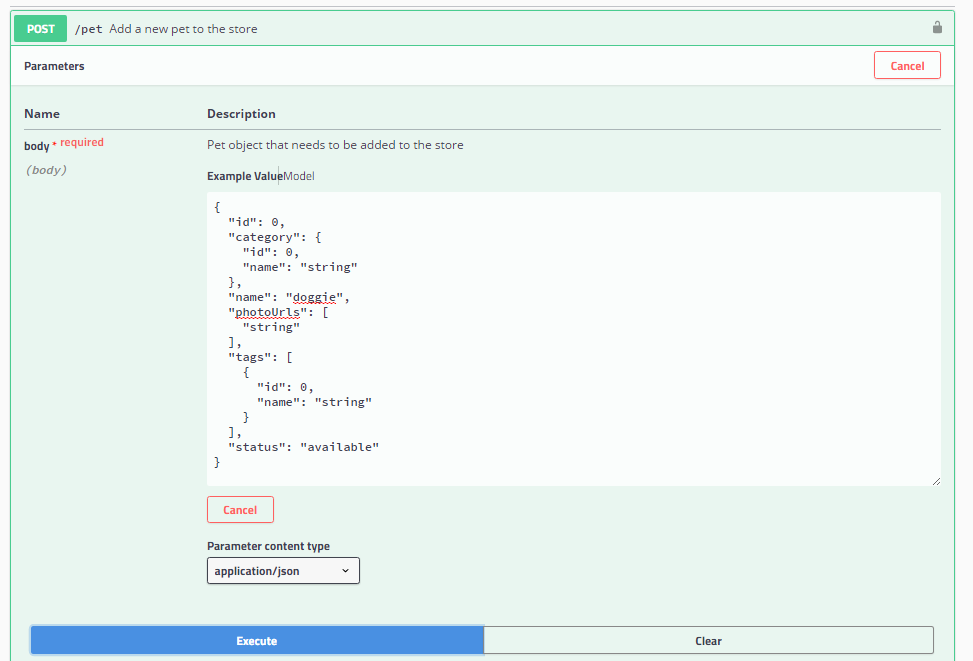 POST /pet Add a new pet to the store
Parameters Cancel
Name Description
body * required Pet object that needs to be added to the store
(body)
Example Value Model
{
  "id": 0,
  "category": {
    "id": 0,
    "name": "string"
  },
  "name": "doggie",
  "photoUrls": [
    "string"
  ],
  "tags": [
    {
      "id": 0,
      "name": "string"
    }
  ],
  "status": "available"
}
Cancel
Parameter content type
application/json
Execute Clear